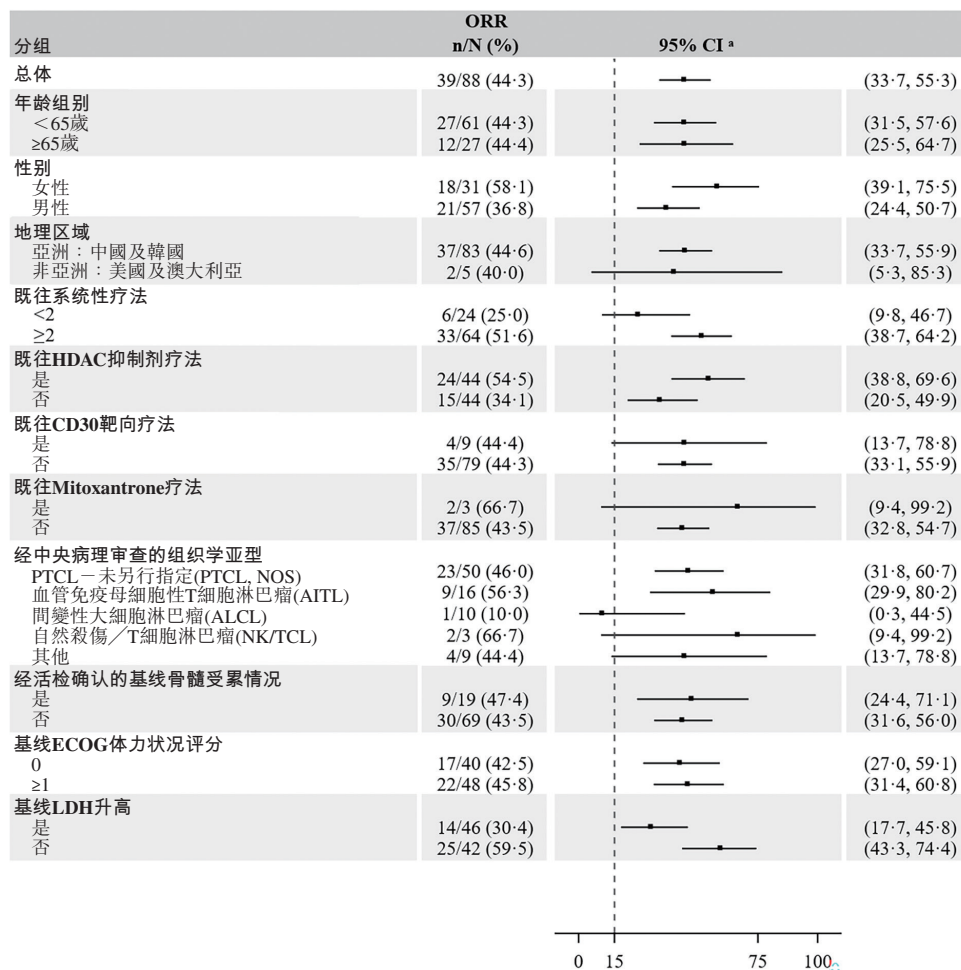 ORR
分组 n/N (%) 95% CI ᵃ
总体 39/88 (44·3) (33·7, 55·3)
年龄组别
＜65歲 27/61 (44·3) (31·5, 57·6)
≥65歲 12/27 (44·4) (25·5, 64·7)
性别
女性 18/31 (58·1) (39·1, 75·5)
男性 21/57 (36·8) (24·4, 50·7)
地理区域
亞洲：中國及韓國 37/83 (44·6) (33·7, 55·9)
非亞洲：美國及澳大利亞 2/5 (40·0) (5·3, 85·3)
既往系统性疗法
<2 6/24 (25·0) (9·8, 46·7)
≥2 33/64 (51·6) (38·7, 64·2)
既往HDAC抑制剂疗法
是 24/44 (54·5) (38·8, 69·6)
否 15/44 (34·1) (20·5, 49·9)
既往CD30靶向疗法
是 4/9 (44·4) (13·7, 78·8)
否 35/79 (44·3) (33·1, 55·9)
既往Mitoxantrone疗法
是 2/3 (66·7) (9·4, 99·2)
否 37/85 (43·5) (32·8, 54·7)
经中央病理审查的组织学亚型
PTCL－未另行指定(PTCL, NOS) 23/50 (46·0) (31·8, 60·7)
血管免疫母細胞性T細胞淋巴瘤(AITL) 9/16 (56·3) (29·9, 80·2)
間變性大細胞淋巴瘤(ALCL) 1/10 (10·0) (0·3, 44·5)
自然殺傷／T細胞淋巴瘤(NK/TCL) 2/3 (66·7) (9·4, 99·2)
其他 4/9 (44·4) (13·7, 78·8)
经活检确认的基线骨髓受累情况
是 9/19 (47·4) (24·4, 71·1)
否 30/69 (43·5) (31·6, 56·0)
基线ECOG体力状况评分
0 17/40 (42·5) (27·0, 59·1)
≥1 22/48 (45·8) (31·4, 60·8)
基线LDH升高
是 14/46 (30·4) (17·7, 45·8)
否 25/42 (59·5) (43·3, 74·4)
0 15 75 100